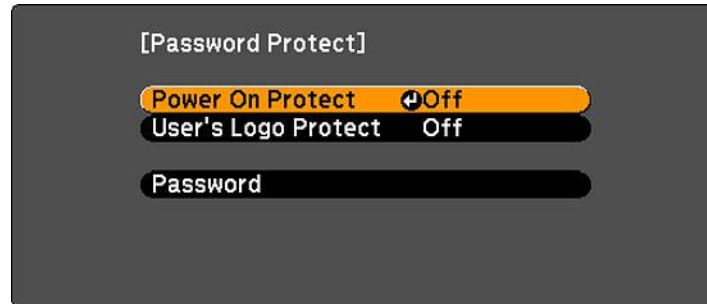 [Password Protect]
Power On Protect Off
User's Logo Protect Off
Password